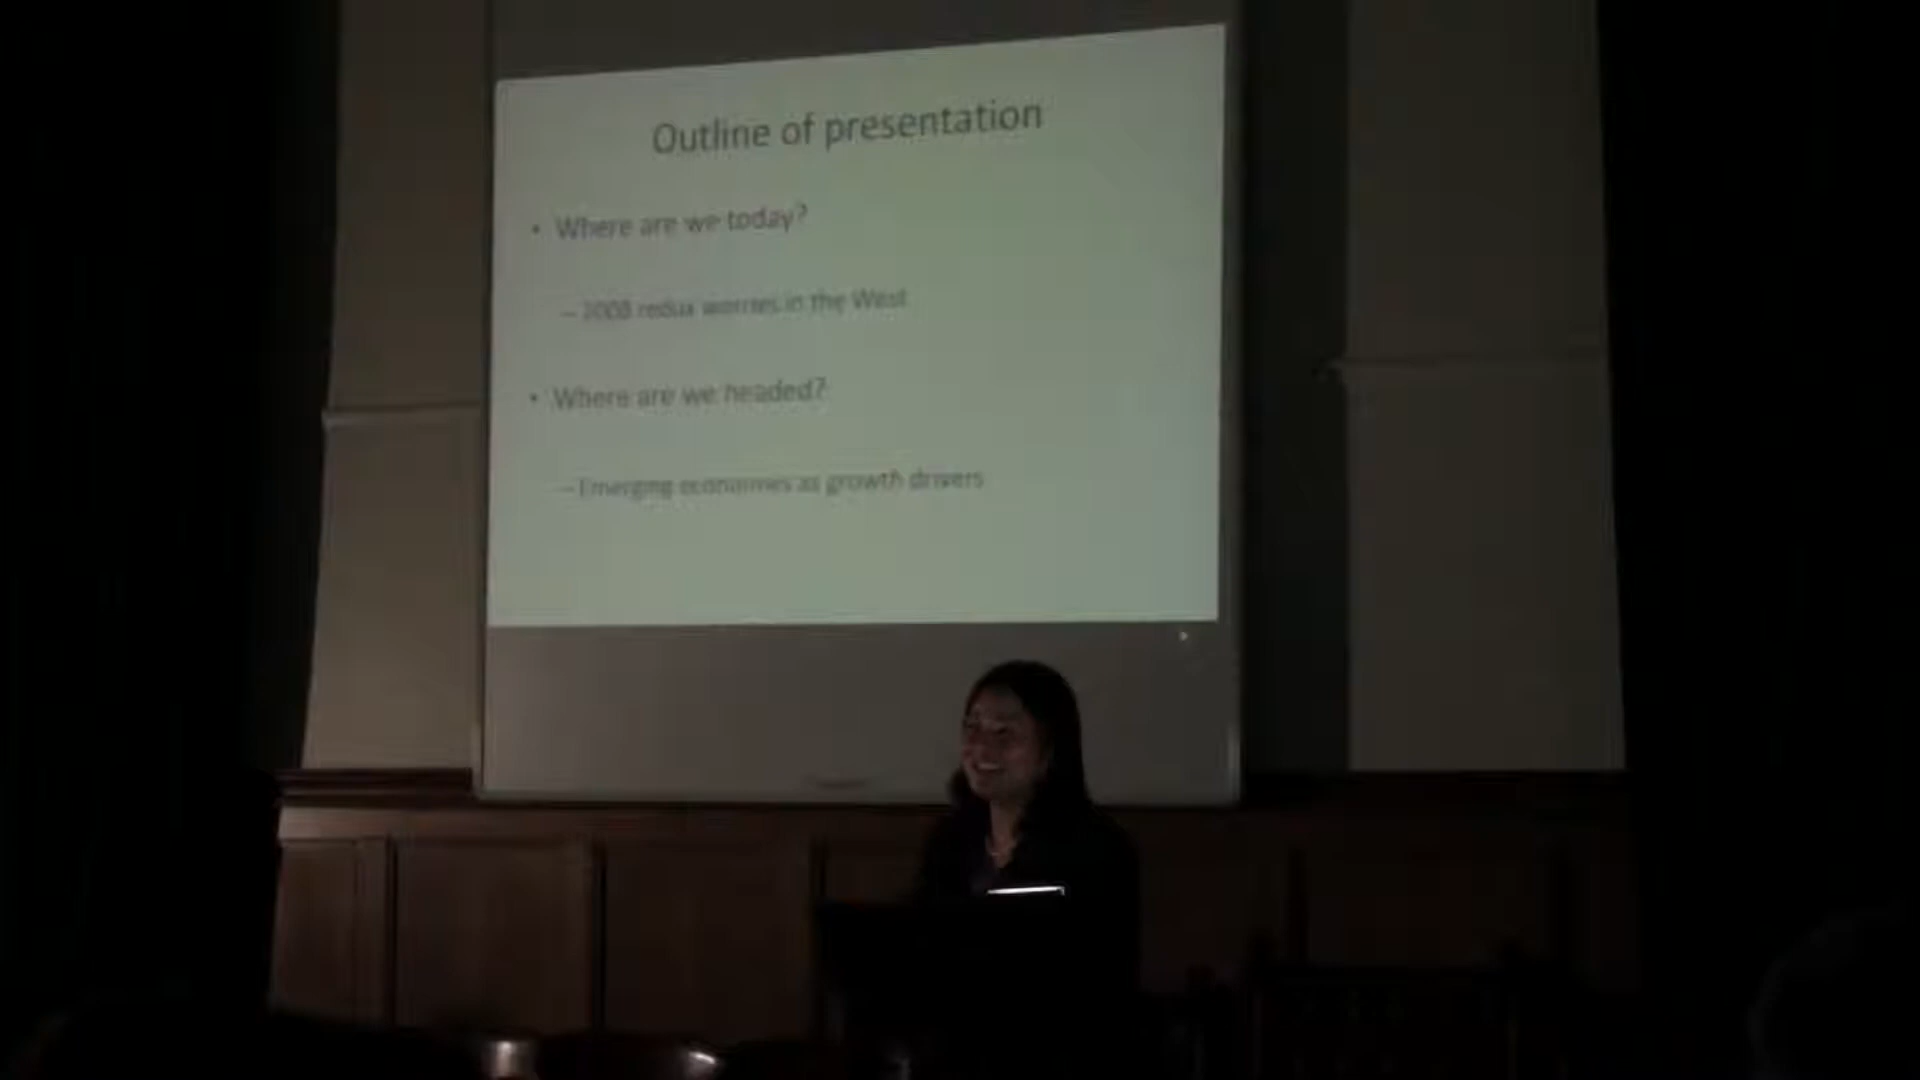 Outline of presentation
• Where are we today?
– 2008 redux worries in the West
• Where are we headed?
– Emerging economies as growth drivers